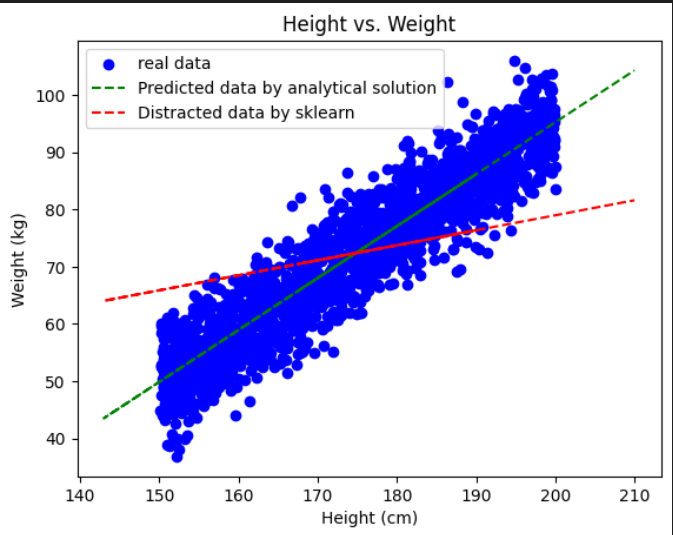 Height vs. Weight
real data
Predicted data by analytical solution
Distracted data by sklearn
Weight (kg)
100
90
80
70
60
50
40
140 150 160 170 180 190 200 210
Height (cm)